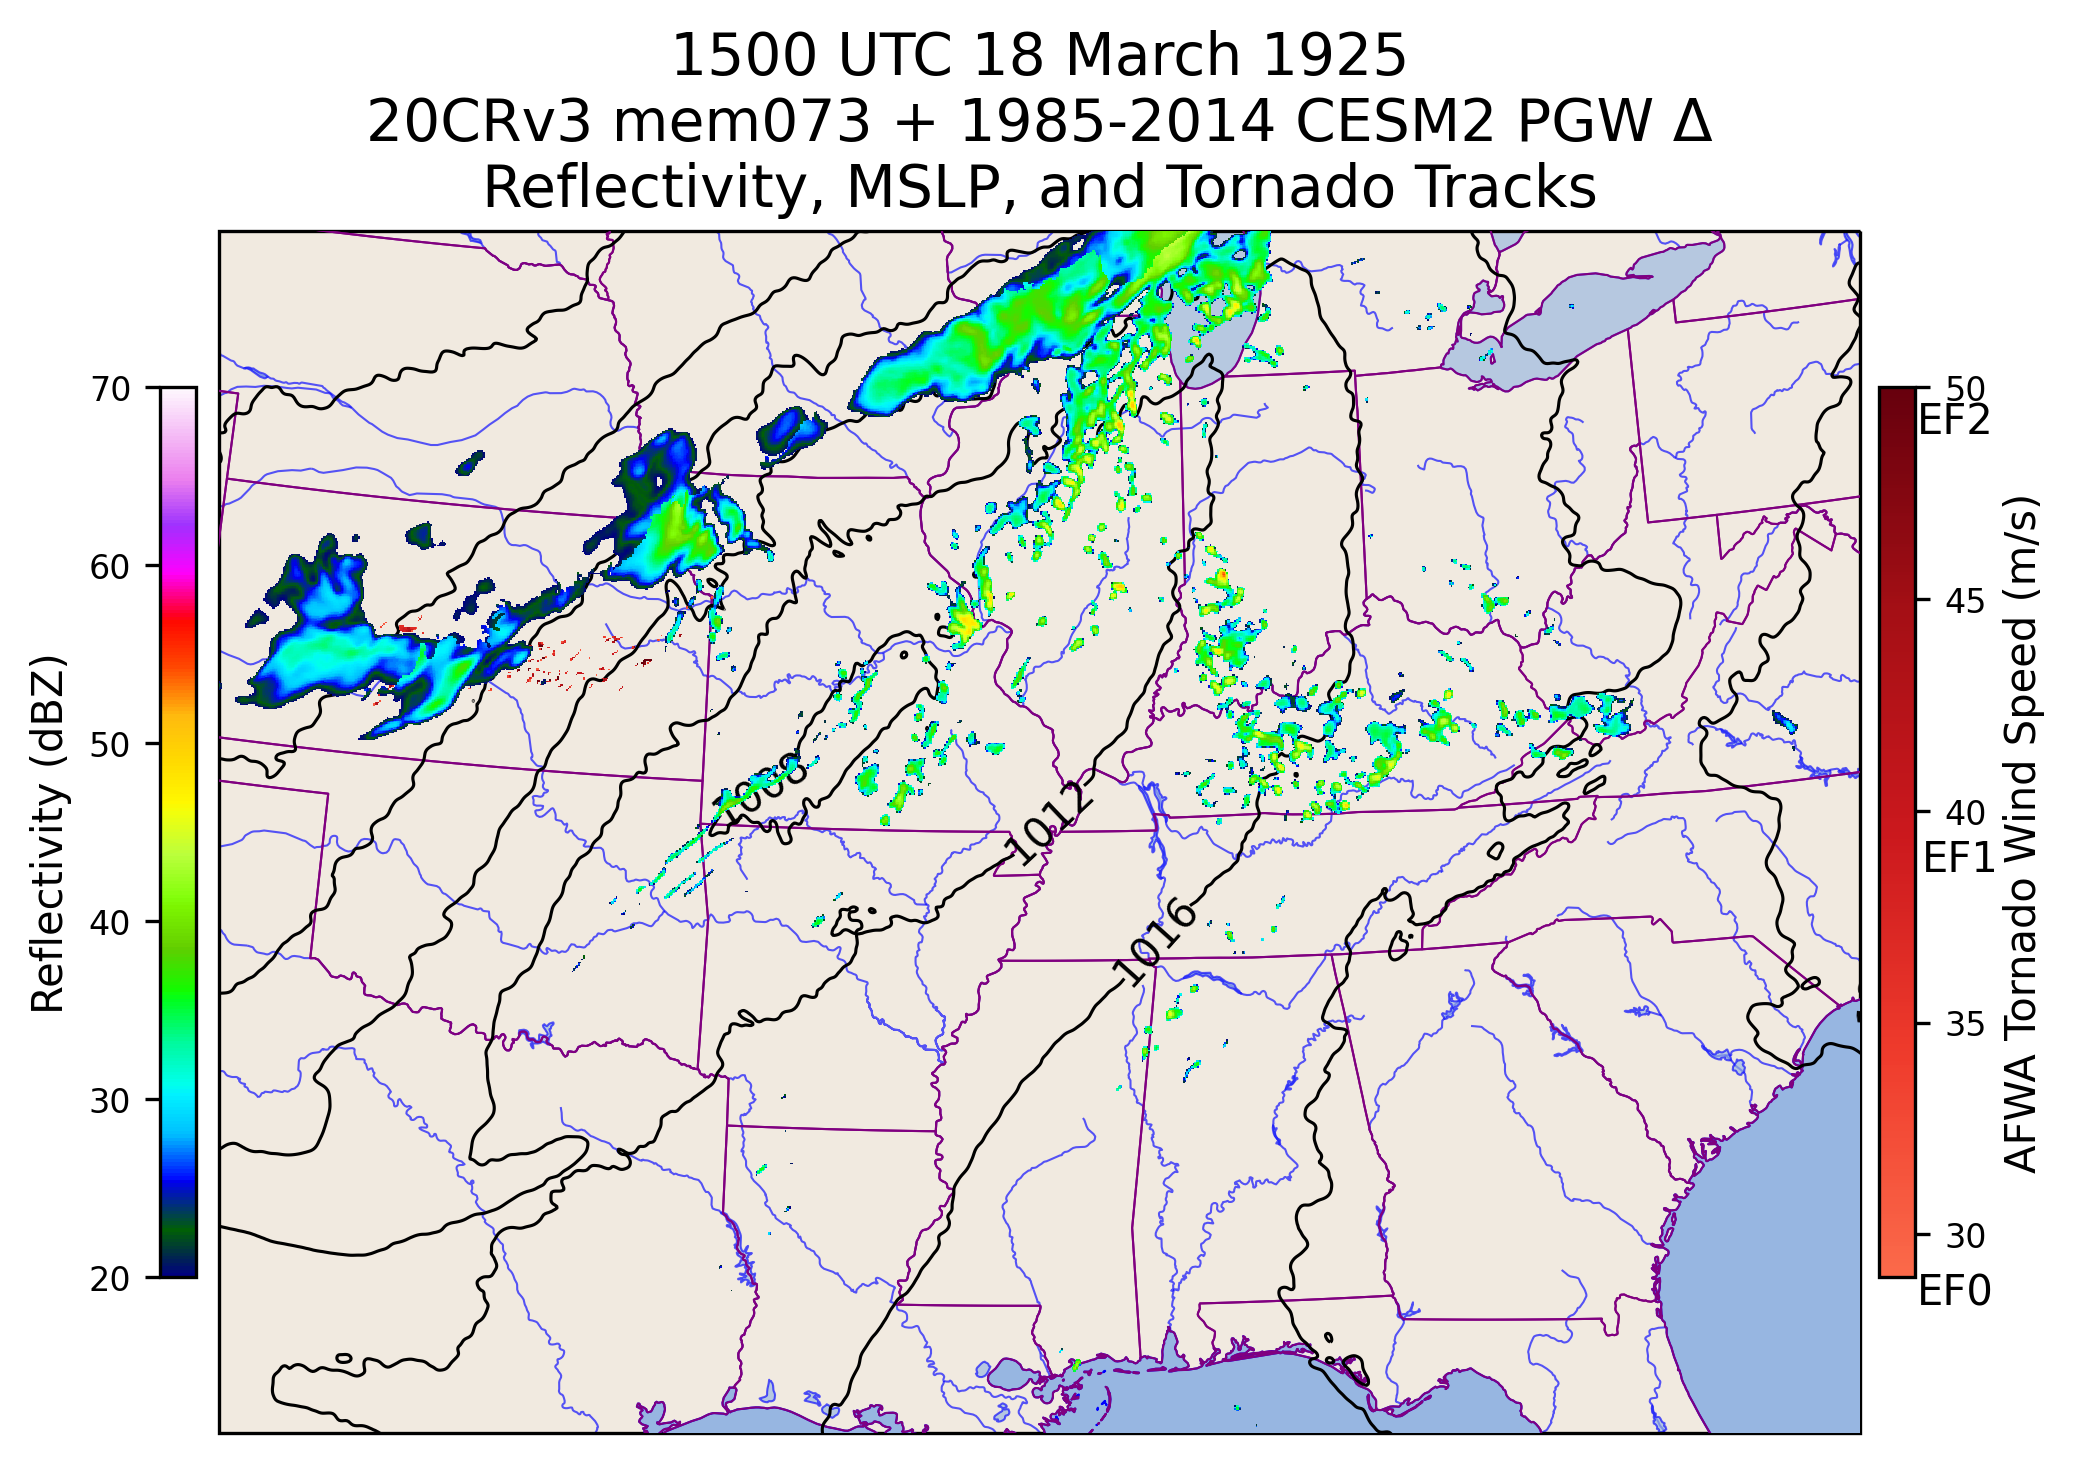 1500 UTC 18 March 1925
20CRv3 mem073 + 1985-2014 CESM2 PGW Δ
Reflectivity, MSLP, and Tornado Tracks
70
60
50
40
30
20
Reflectivity (dBZ)
1008
1012
1016
50
EF2
45
40
EF1
35
30
EF0
AFWA Tornado Wind Speed (m/s)